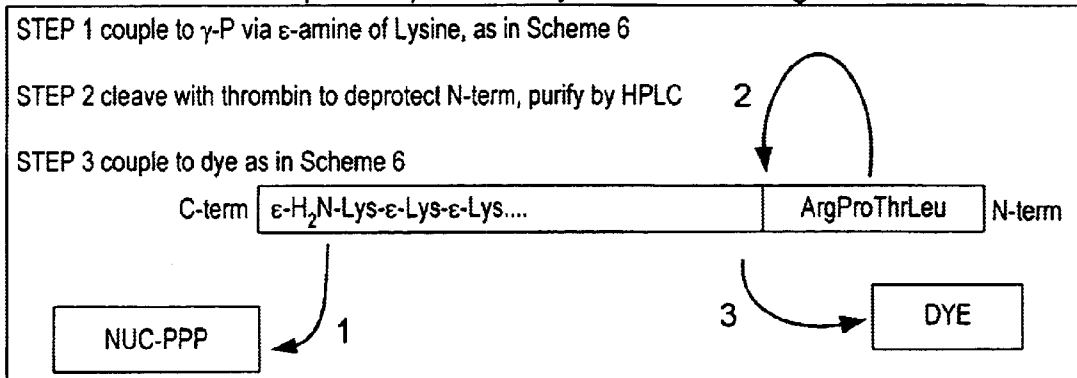 STEP 1 couple to γ-P via ε-amine of Lysine, as in Scheme 6
STEP 2 cleave with thrombin to deprotect N-term, purify by HPLC
2
STEP 3 couple to dye as in Scheme 6
C-term
ε-H₂N-Lys-ε-Lys-ε-Lys....
ArgProThrLeu
N-term
1
3
NUC-PPP
DYE